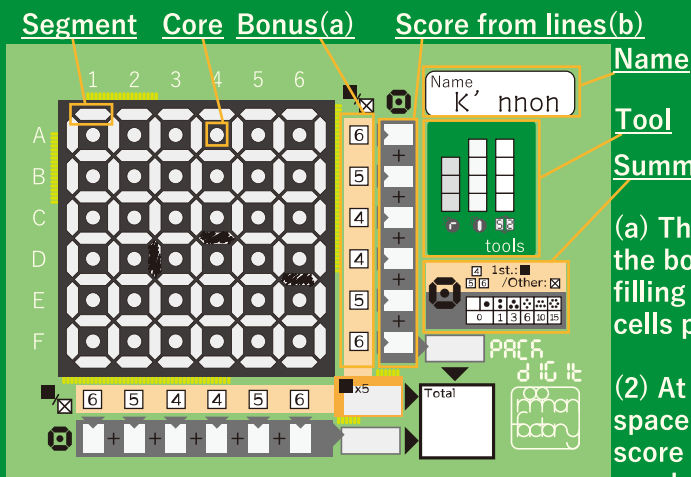 Segment Core Bonus(a) Score from lines(b)
Name
Name
K' nnon
1 2 3 4 5 6
A
B
C
D
E
F
6
5
4
4
5
6
+
+
+
+
+
Tool
tools
Summ
4 1st.:■
5 6 /Other:☒
0 1 3 6 10 15
(a) Th
the bo
filling
cells p
PACK
digit
6 5 4 4 5 6
■x5
Total
+ + + + +
(2) At
space
score